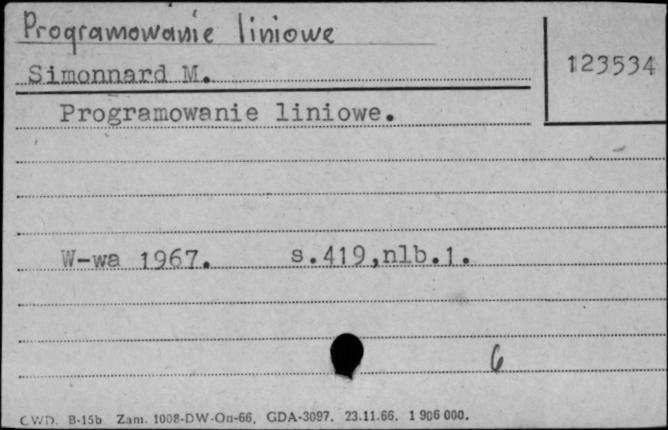 Programowanie liniowe
123534
Simonnard M.
Programowanie liniowe.
W-wa 1967. s.419,nlb.1.
6
CWD. B-15b Zam. 1008-DW-On-66, GDA-3097. 23.11.66. 1 906 000.